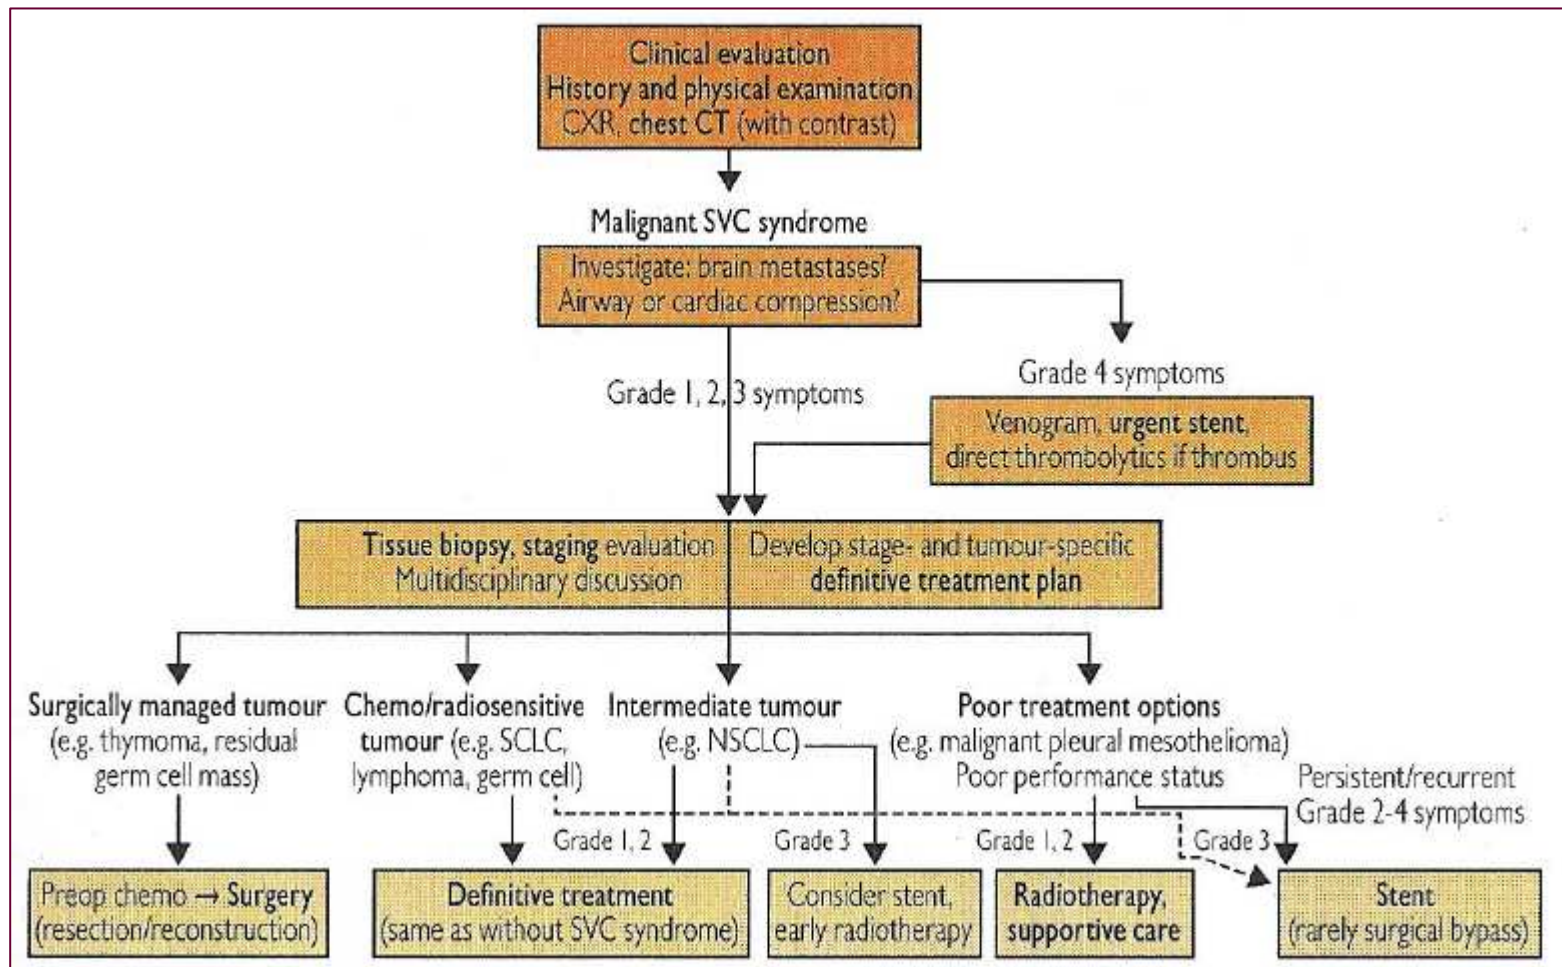 Clinical evaluation
History and physical examination
CXR, chest CT (with contrast)
Malignant SVC syndrome
Investigate: brain metastases?
Airway or cardiac compression?
Grade 1, 2, 3 symptoms
Grade 4 symptoms
Venogram, urgent stent,
direct thrombolytics if thrombus
Tissue biopsy, staging evaluation
Multidisciplinary discussion
Develop stage- and tumour-specific
definitive treatment plan
Surgically managed tumour
(e.g. thymoma, residual
germ cell mass)
Chemo/radiosensitive
tumour (e.g. SCLC,
lymphoma, germ cell)
Intermediate tumour
(e.g. NSCLC)
Poor treatment options
(e.g. malignant pleural mesothelioma)
Poor performance status
Persistent/recurrent
Grade 2-4 symptoms
Grade 1, 2
Grade 3
Grade 1, 2
Grade 3
Preop chemo → Surgery
(resection/reconstruction)
Definitive treatment
(same as without SVC syndrome)
Consider stent,
early radiotherapy
Radiotherapy,
supportive care
Stent
(rarely surgical bypass)